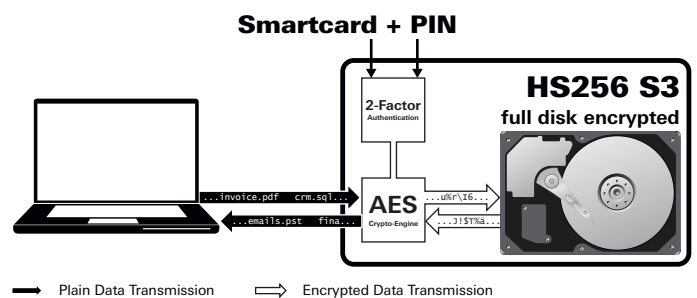 Smartcard + PIN
HS256 S3
full disk encrypted
2-Factor
Authentication
...invoice.pdf crm.sql...
...u%r\I6...
AES
Crypto-Engine
...emails.pst fina...
...J!$T%ä...
Plain Data Transmission
Encrypted Data Transmission